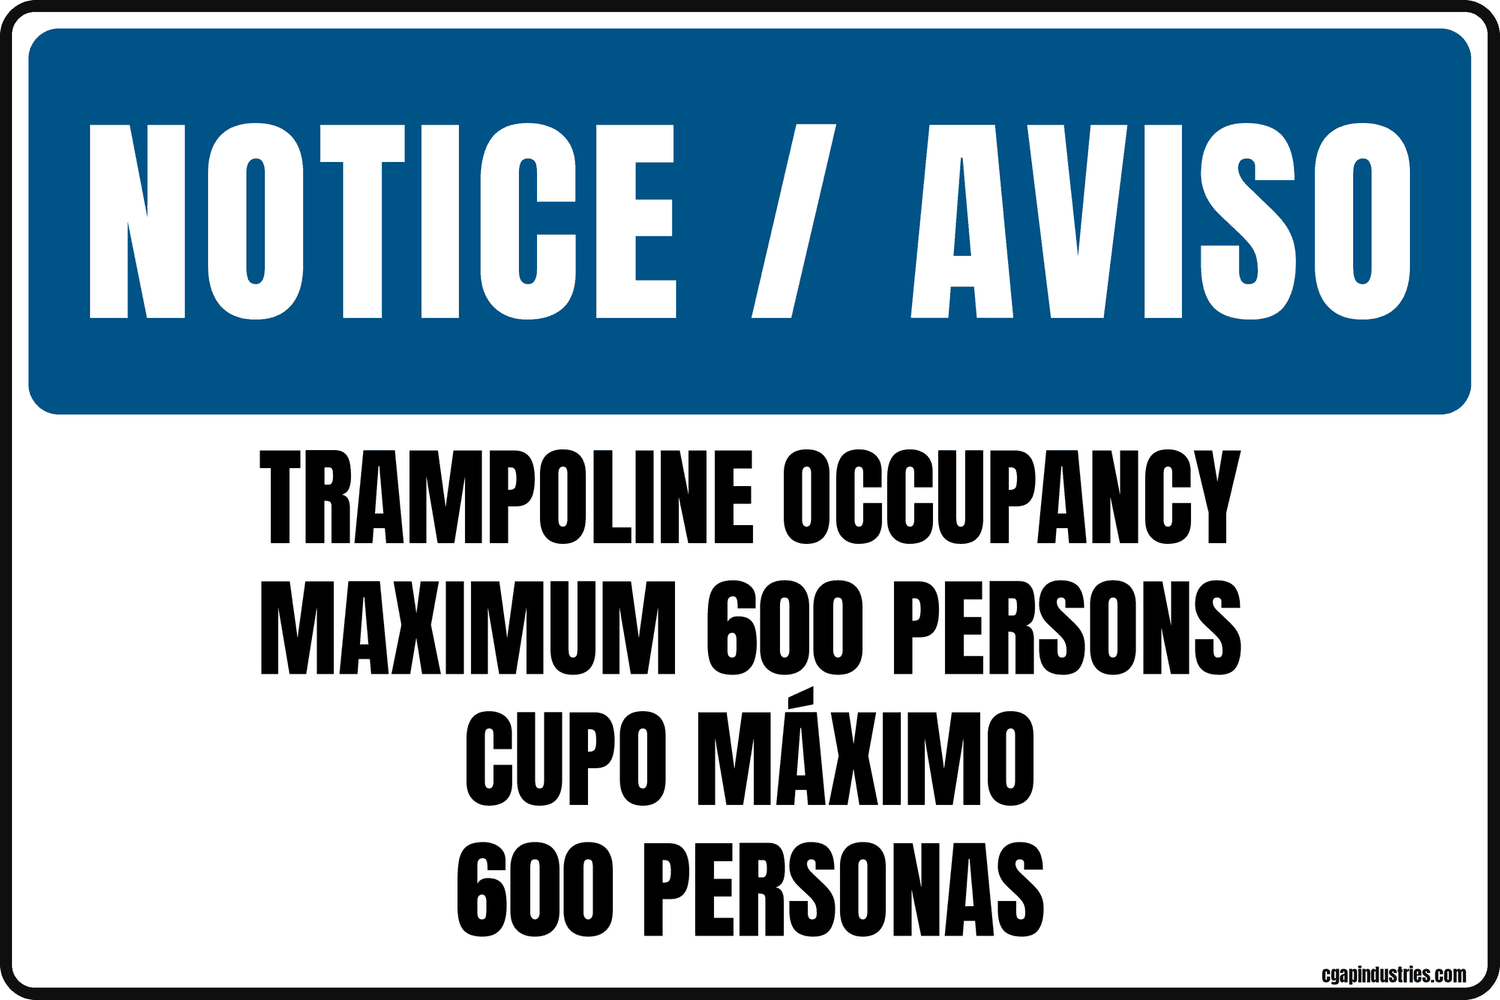 NOTICE / AVISO
TRAMPOLINE OCCUPANCY
MAXIMUM 600 PERSONS
CUPO MÁXIMO
600 PERSONAS
cgapindustries.com